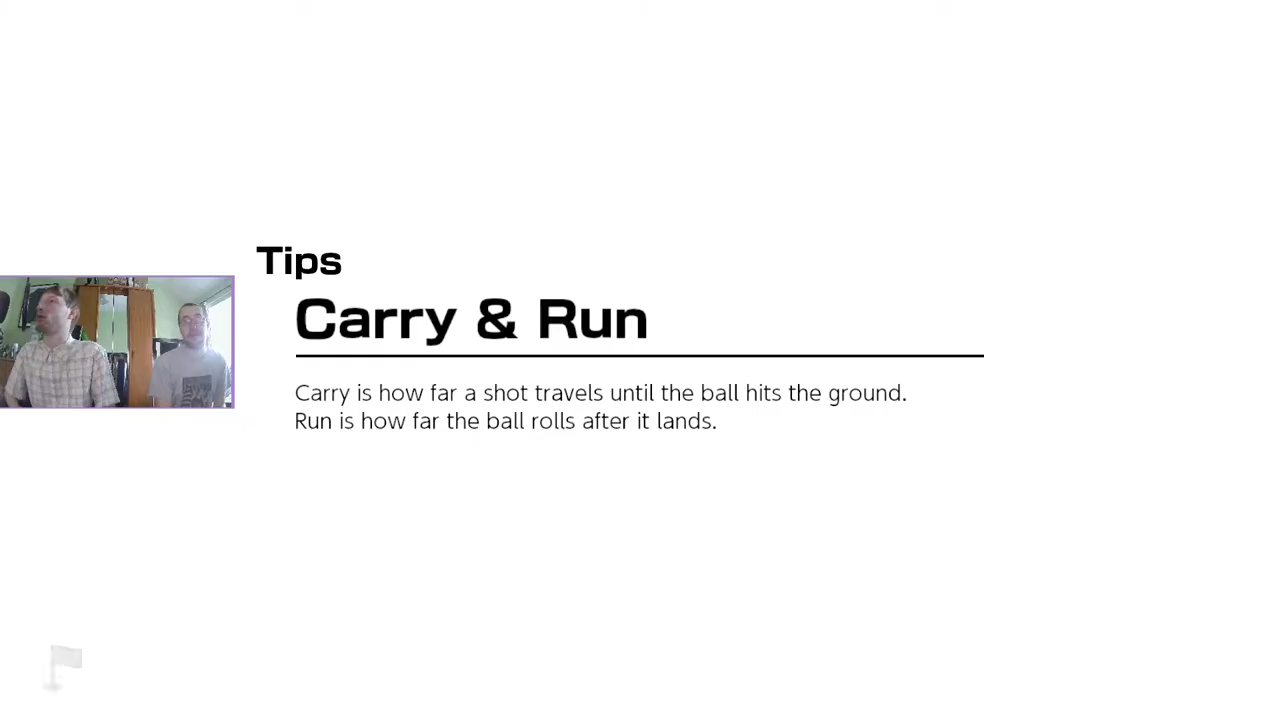 Tips
Carry & Run
Carry is how far a shot travels until the ball hits the ground.
Run is how far the ball rolls after it lands.